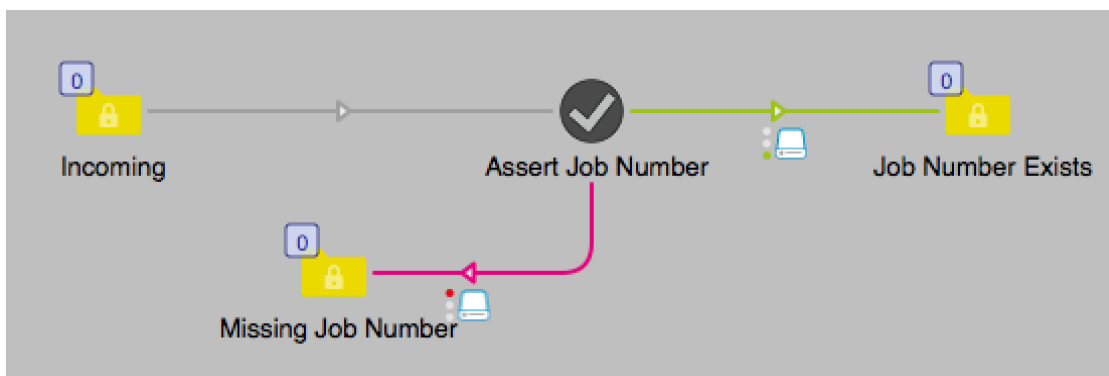 0
0
Incoming
Assert Job Number
Job Number Exists
0
Missing Job Number